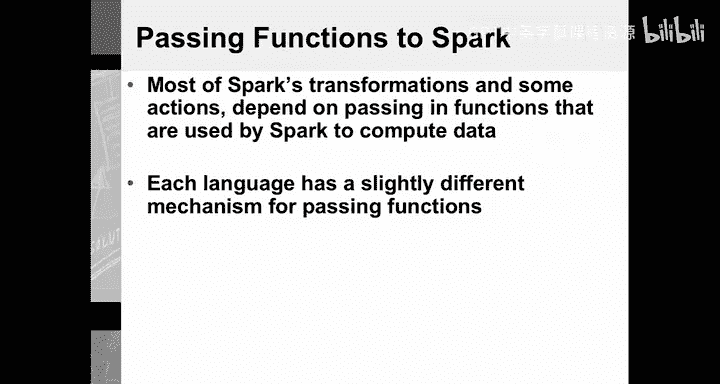 Passing Functions to Spark
bilibili
• Most of Spark's transformations and some
actions, depend on passing in functions that
are used by Spark to compute data
• Each language has a slightly different
mechanism for passing functions